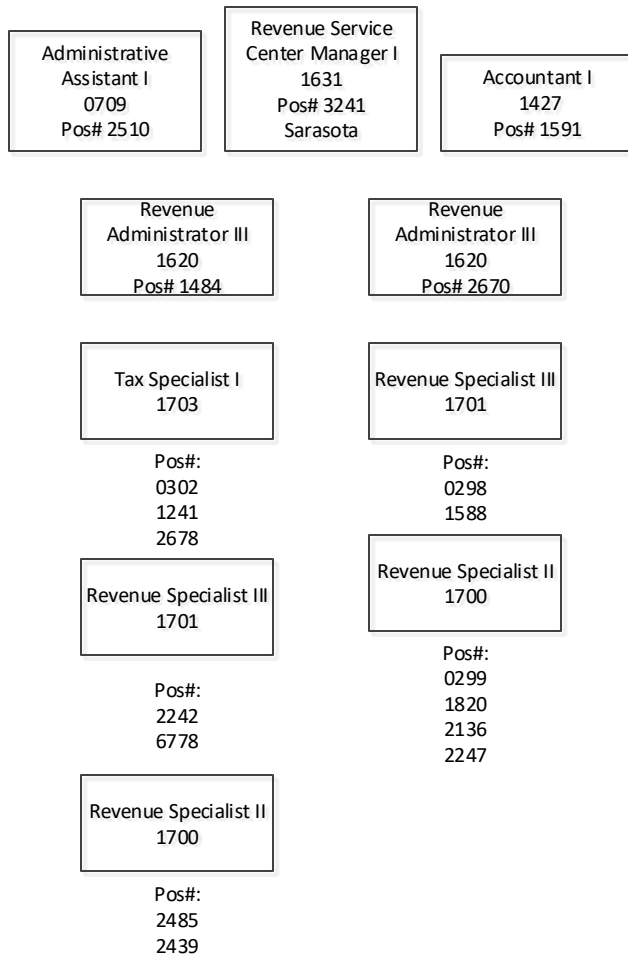 Administrative
Assistant I
0709
Pos# 2510
Revenue Service
Center Manager I
1631
Pos# 3241
Sarasota
Accountant I
1427
Pos# 1591
Revenue
Administrator III
1620
Pos# 1484
Revenue
Administrator III
1620
Pos# 2670
Tax Specialist I
1703
Pos#:
0302
1241
2678
Revenue Specialist III
1701
Pos#:
2242
6778
Revenue Specialist II
1700
Pos#:
2485
2439
Revenue Specialist III
1701
Pos#:
0298
1588
Revenue Specialist II
1700
Pos#:
0299
1820
2136
2247